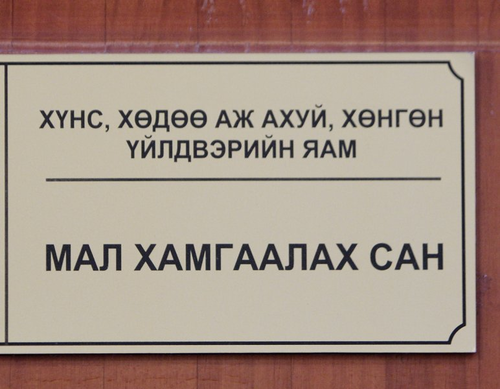 ХҮНС, ХӨДӨӨ АЖ АХУЙ, ХӨНГӨН
ҮЙЛДВЭРИЙН ЯАМ
МАЛ ХАМГААЛАХ САН